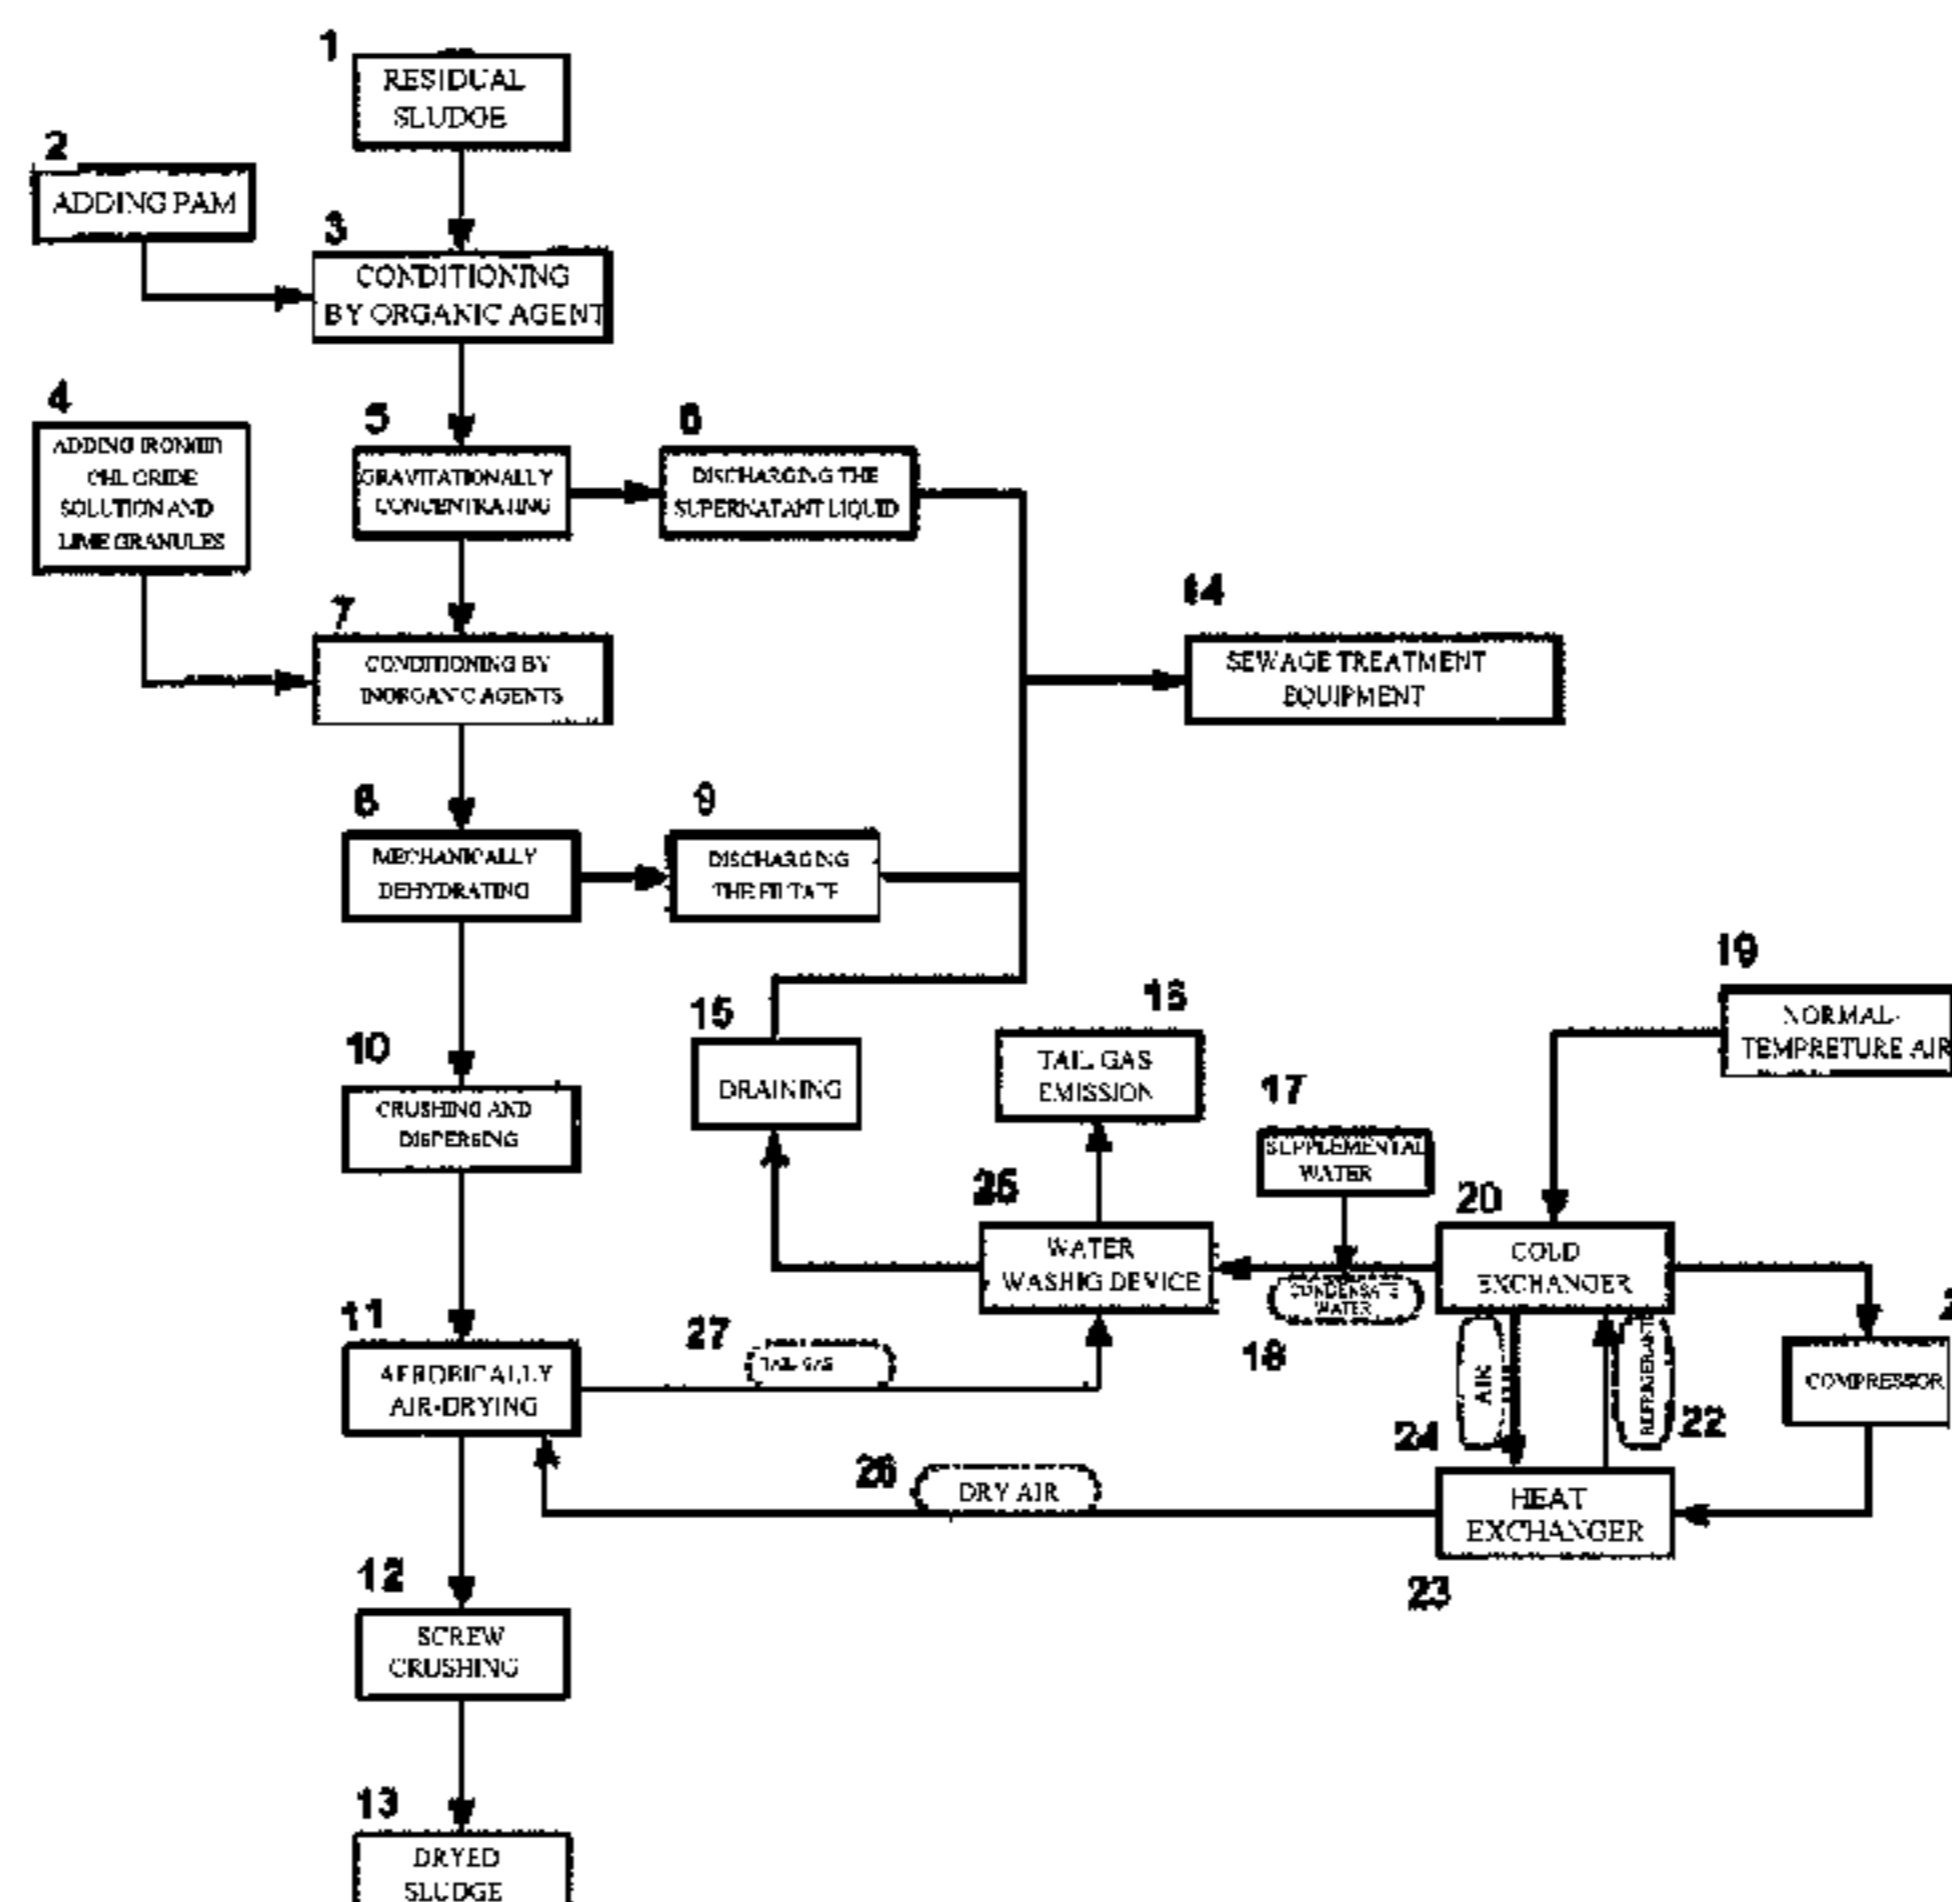 1
RESIDUAL
SLUDGE
2
ADDING PAM
3
CONDITIONING
BY ORGANIC AGENT
4
ADDING
CHLORIDE
SOLUTION AND
LIME GRANULES
5
GRAVITATIONALLY
CONCENTRATING
6
DISCHARGING THE
SUPERNATANT LIQUID
7
CONDITIONING BY
INORGANIC AGENTS
14
SEWAGE TREATMENT
EQUIPMENT
8
MECHANICALLY
DEHYDRATING
9
DISCHARGING
THE
19
NORMAL-
TEMPRETURE AIR
10
CRUSHING AND
DISPERSING
15
DRAINING
16
TAIL GAS
EMISSION
17
SUPPLEMENTAL
WATER
25
WATER
WASHIG DEVICE
CONDENSATE
WATER
18
20
COLD
EXCHANGER
COMPRESSOR
11
AEROBICALLY
AIR-DRYING
27
TAIL GAS
24
AIR
REFRIGERANT
22
26
DRY AIR
HEAT
EXCHANGER
23
12
SCREW
CRUSHING
13
DRYED
SLUDGE